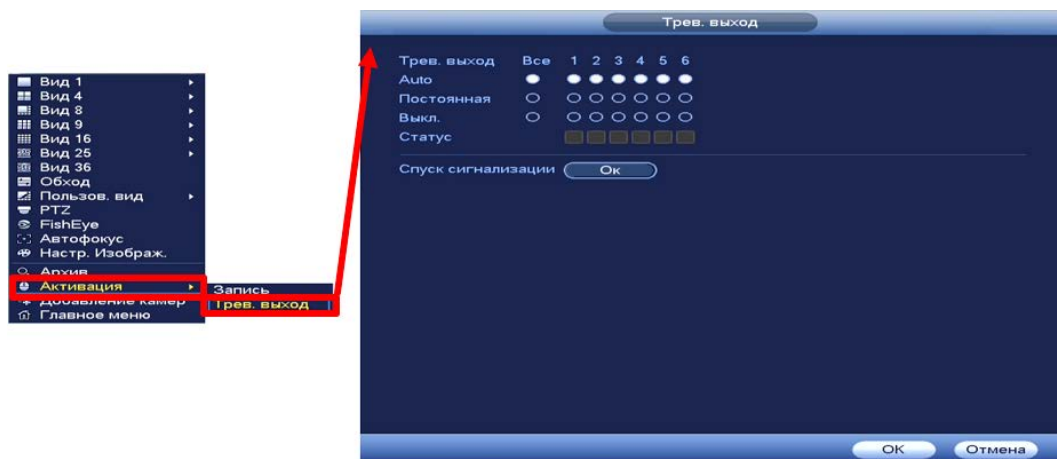 Вид 1
Вид 4
Вид 8
Вид 9
Вид 16
Вид 25
Вид 36
Обход
Пользов. вид
PTZ
FishEye
Автофокус
Настр. Изображ.
Архив
Активация
Добавление камер
Главное меню
Запись
Трев. выход
Трев. выход
Трев. выход Все 1 2 3 4 5 6
Auto
Постоянная
Выкл.
Статус
Спуск сигнализации Ок
OK Отмена